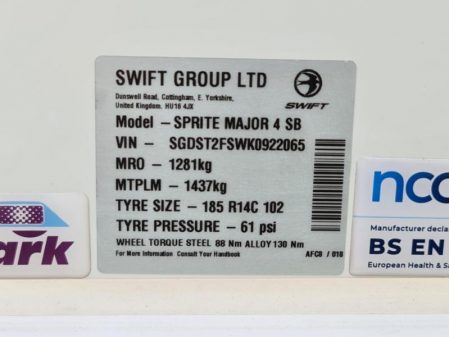 SWIFT GROUP LTD
Dunswell Road, Cottingham, E. Yorkshire,
United Kingdom. HU16 4JX
SWIFT
Model – SPRITE MAJOR 4 SB
VIN – SGDST2FSWK0922065
MRO – 1281kg
MTPLM – 1437kg
TYRE SIZE – 185 R14C 102
TYRE PRESSURE – 61 psi
WHEEL TORQUE STEEL 88 Nm ALLOY 130 Nm
For More Information Consult Your Handbook
AFC8 / 018
ark
ncc
Manufacturer decla
BS EN
European Health & Sa